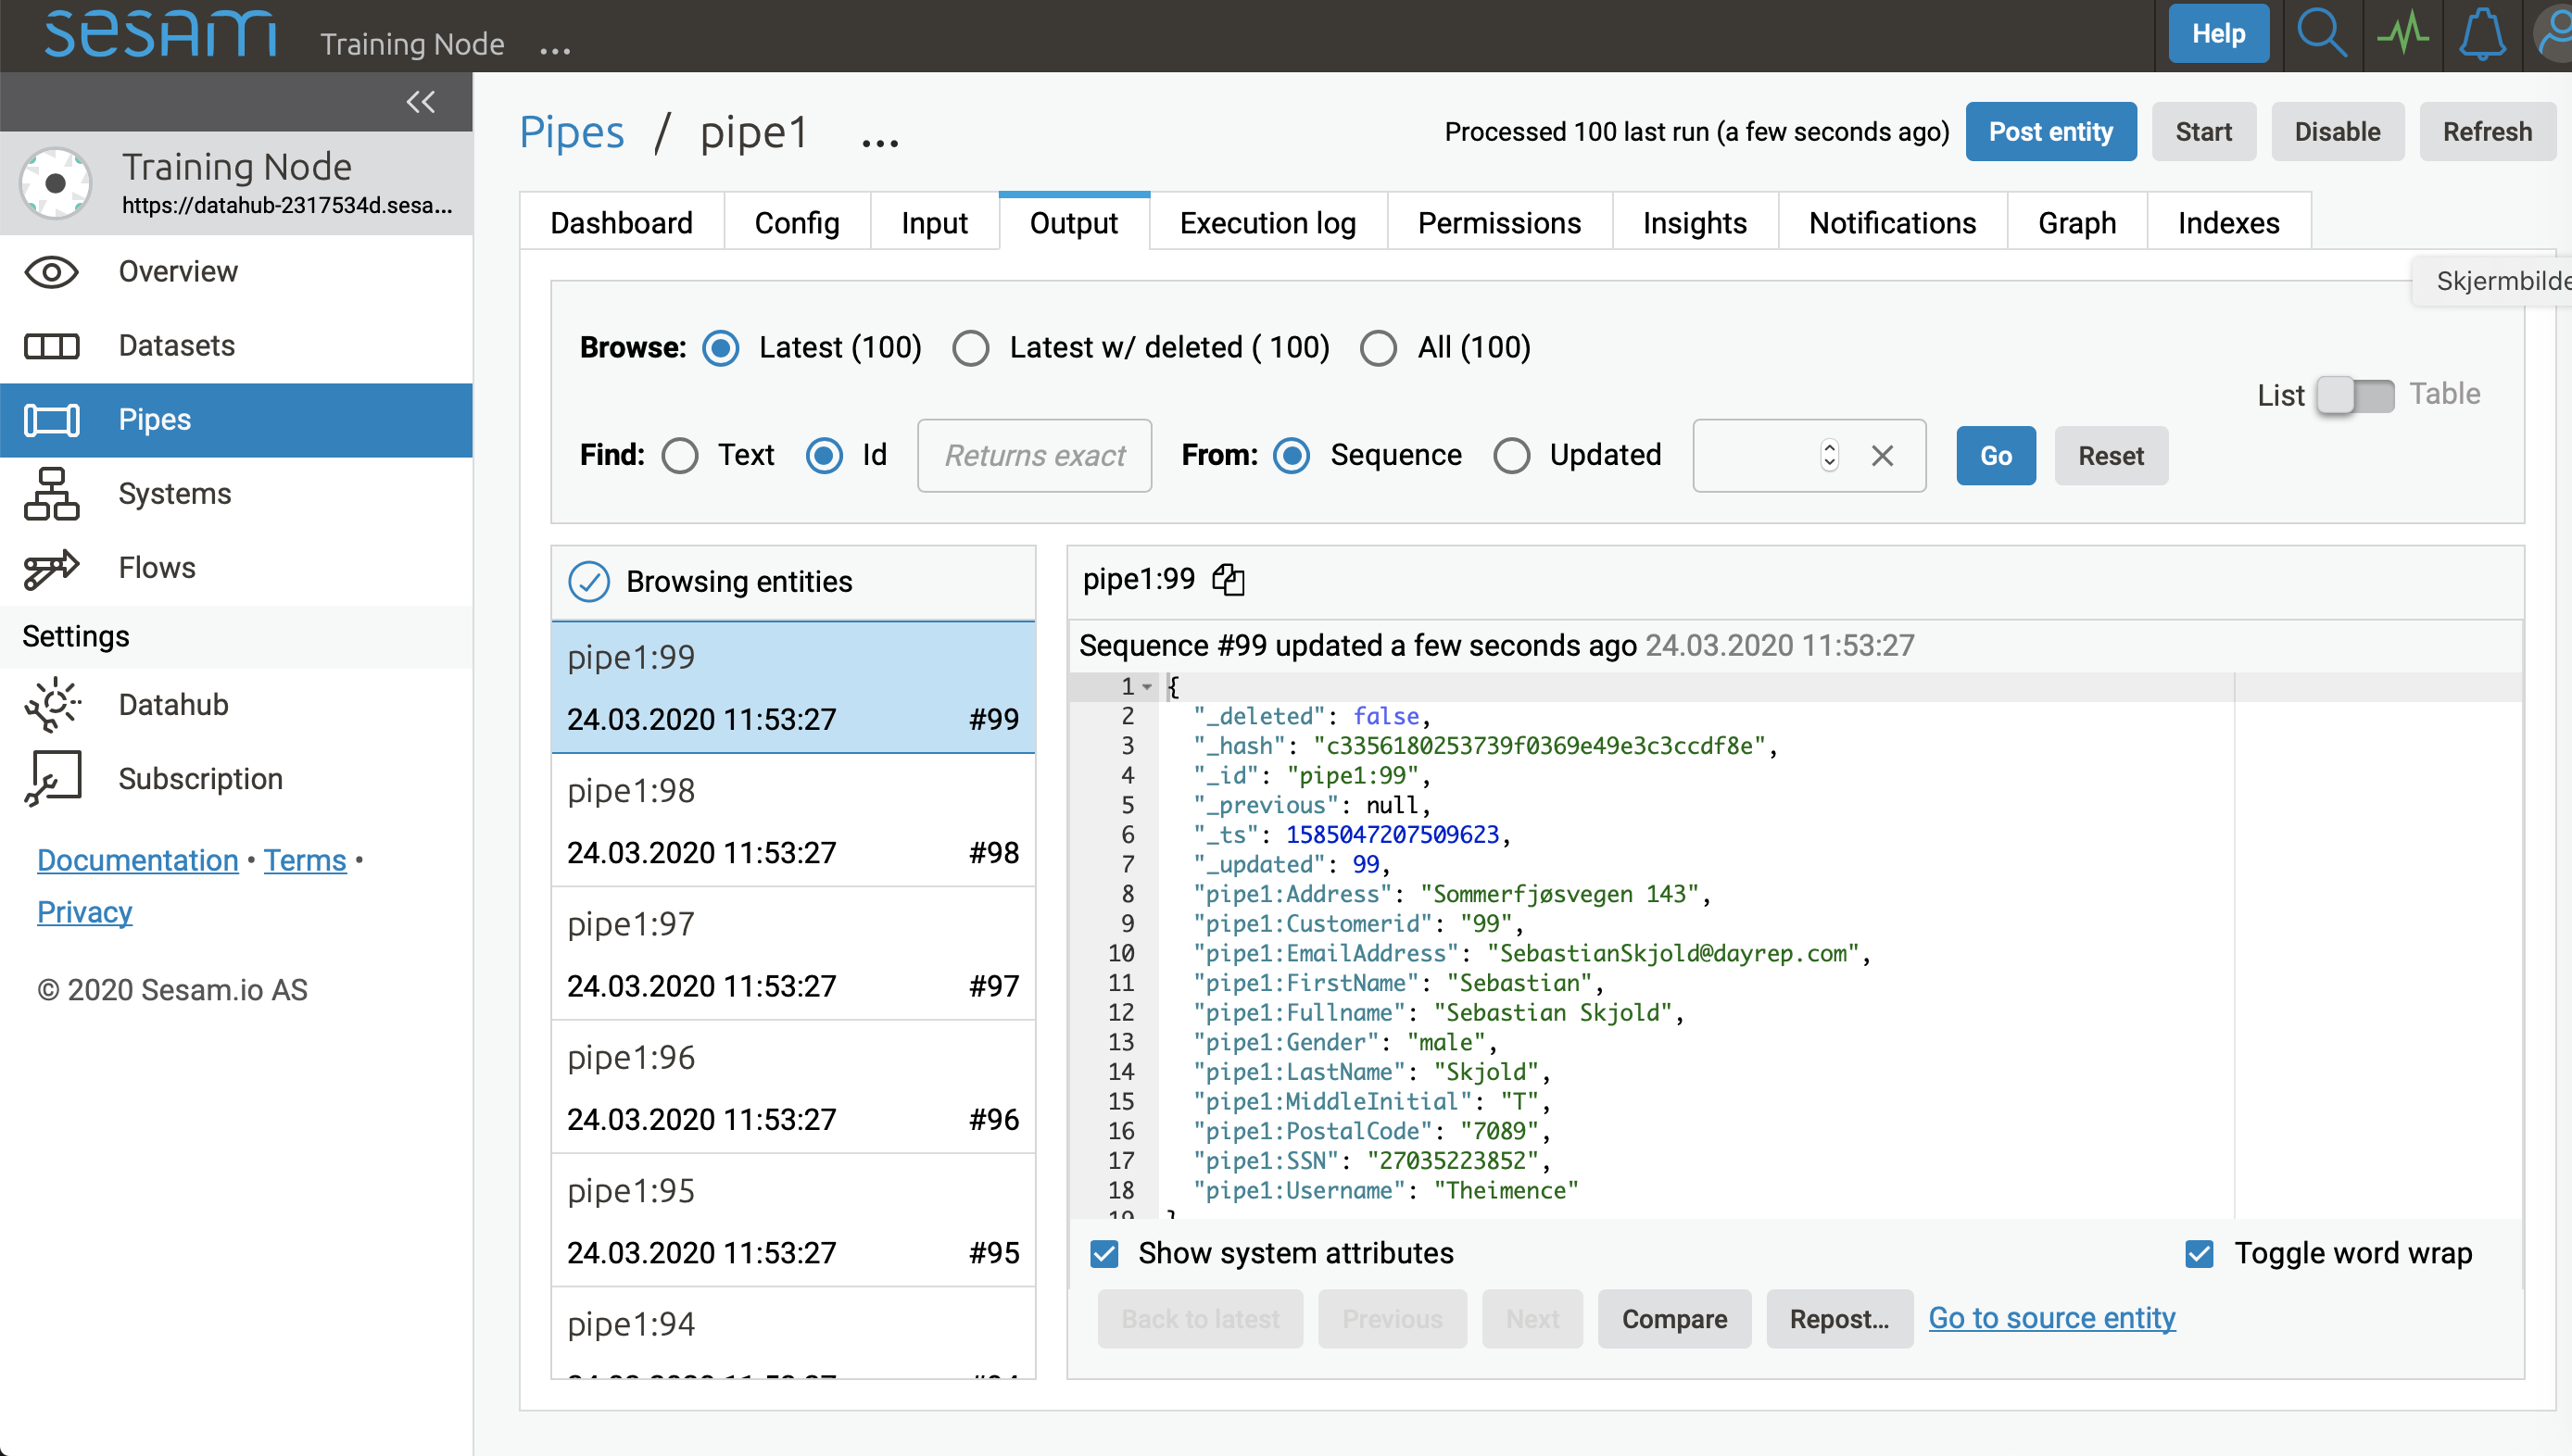 sesam Training Node ...
Help
Training Node
https://datahub-2317534d.sesa...
Overview
Datasets
Pipes
Systems
Flows
Settings
Datahub
Subscription
Documentation • Terms •
Privacy
© 2020 Sesam.io AS
Pipes / pipe1 ...
Processed 100 last run (a few seconds ago) Post entity Start Disable Refresh
Dashboard Config Input Output Execution log Permissions Insights Notifications Graph Indexes
Skjermbilde
Browse: Latest (100) Latest w/ deleted ( 100) All (100)
List Table
Find: Text Id Returns exact From: Sequence Updated Go Reset
Browsing entities
pipe1:99
24.03.2020 11:53:27 #99
pipe1:98
24.03.2020 11:53:27 #98
pipe1:97
24.03.2020 11:53:27 #97
pipe1:96
24.03.2020 11:53:27 #96
pipe1:95
24.03.2020 11:53:27 #95
pipe1:94
pipe1:99
Sequence #99 updated a few seconds ago 24.03.2020 11:53:27
1 {
2 "_deleted": false,
3 "_hash": "c3356180253739f0369e49e3c3ccdf8e",
4 "_id": "pipe1:99",
5 "_previous": null,
6 "_ts": 1585047207509623,
7 "_updated": 99,
8 "pipe1:Address": "Sommerfjøsvegen 143",
9 "pipe1:Customerid": "99",
10 "pipe1:EmailAddress": "SebastianSkjold@dayrep.com",
11 "pipe1:FirstName": "Sebastian",
12 "pipe1:Fullname": "Sebastian Skjold",
13 "pipe1:Gender": "male",
14 "pipe1:LastName": "Skjold",
15 "pipe1:MiddleInitial": "T",
16 "pipe1:PostalCode": "7089",
17 "pipe1:SSN": "27035223852",
18 "pipe1:Username": "Theimence"
19 }
Show system attributes Toggle word wrap
Back to latest Previous Next Compare Repost... Go to source entity